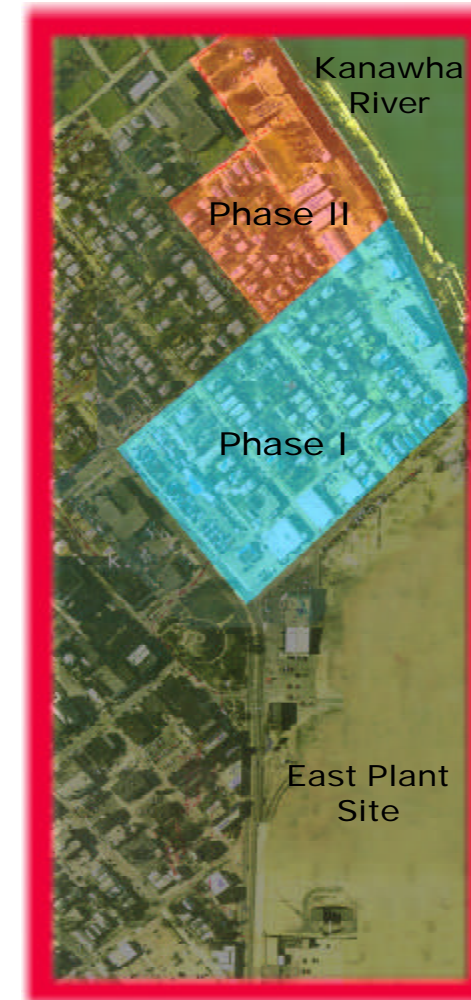 Kanawha
River
Phase II
Phase I
East Plant
Site